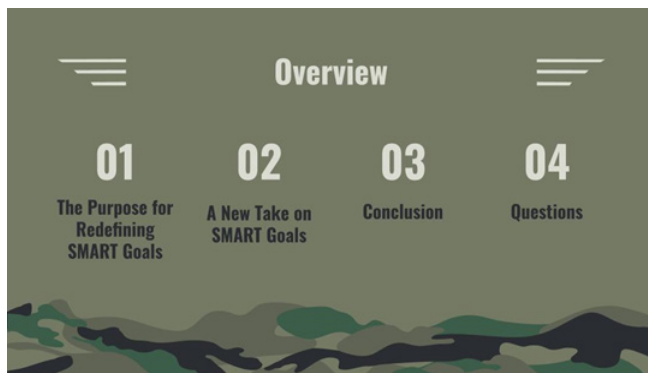 Overview
01
The Purpose for
Redefining
SMART Goals
02
A New Take on
SMART Goals
03
Conclusion
04
Questions